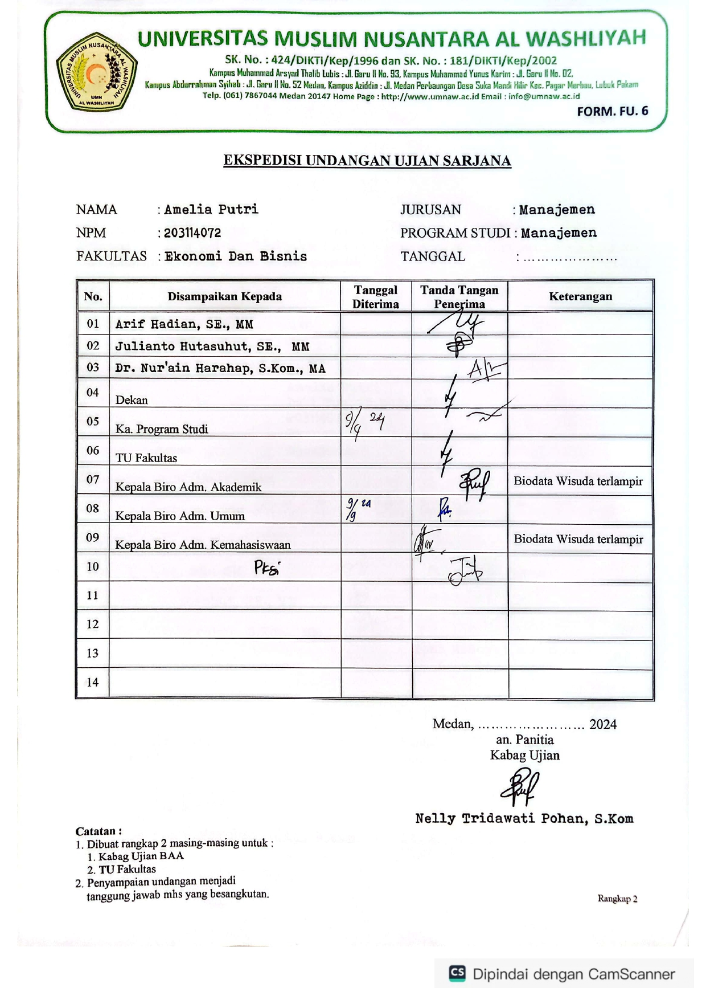 UNIVERSITAS MUSLIM NUSANTARA AL WASHLIYAH
SK. No. : 424/DIKTI/Kep/1996 dan SK. No. : 181/DIKTI/Kep/2002
Kampus Muhammad Arsyad Thalib Lubis : Jl. Garu II No. 93, Kampus Muhammad Yunus Karim : Jl. Garu II No. 02,
Kampus Abdurrahman Syihab : Jl. Garu II No. 52 Medan, Kampus Aziddin : Jl. Medan Perbaungan Desa Suka Mandi Hilir Kec. Pagar Merbau, Lubuk Pakam
Telp. (061) 7867044 Medan 20147 Home Page : http://www.umnaw.ac.id Email : info@umnaw.ac.id
FORM. FU. 6
UNIVERSITAS MUSLIM NUSANTARA AL WASHLIYAH
UMN
AL WASHLIYAH
EKSPEDISI UNDANGAN UJIAN SARJANA
NAMA : Amelia Putri JURUSAN : Manajemen
NPM : 203114072 PROGRAM STUDI : Manajemen
FAKULTAS : Ekonomi Dan Bisnis TANGGAL : .....................
No. Disampaikan Kepada Tanggal Diterima Tanda Tangan Penerima Keterangan
01 Arif Hadian, SE., MM
02 Julianto Hutasuhut, SE., MM
03 Dr. Nur'ain Harahap, S.Kom., MA
04 Dekan
05 Ka. Program Studi 9/9 24
06 TU Fakultas
07 Kepala Biro Adm. Akademik Biodata Wisuda terlampir
08 Kepala Biro Adm. Umum 9/9 24
09 Kepala Biro Adm. Kemahasiswaan Biodata Wisuda terlampir
10 PKSi
11
12
13
14
Medan, ........................ 2024
an. Panitia
Kabag Ujian
Nelly Tridawati Pohan, S.Kom
Catatan :
1. Dibuat rangkap 2 masing-masing untuk :
1. Kabag Ujian BAA
2. TU Fakultas
2. Penyampaian undangan menjadi
tanggung jawab mhs yang besangkutan.
Rangkap 2
CS Dipindai dengan CamScanner